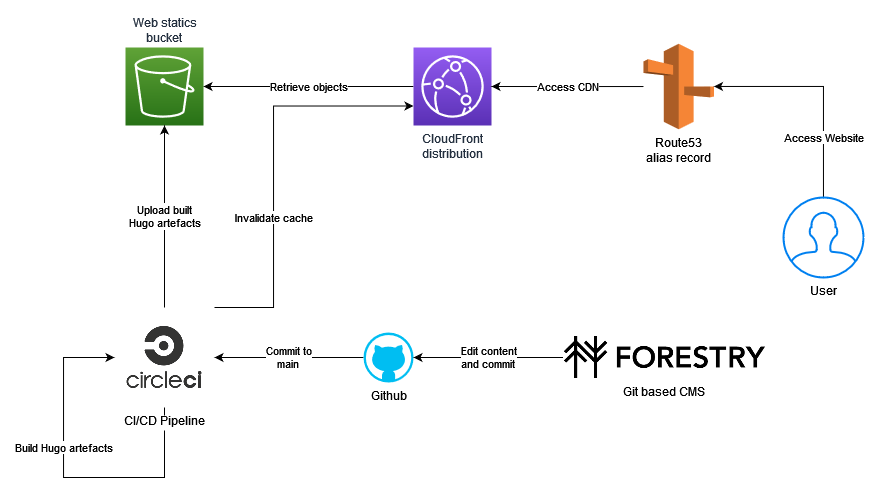 Web statics
bucket
Retrieve objects
CloudFront
distribution
Access CDN
Route53
alias record
Access Website
User
Upload built
Hugo artefacts
Invalidate cache
circleci
CI/CD Pipeline
Build Hugo artefacts
Commit to
main
Github
Edit content
and commit
FORESTRY
Git based CMS